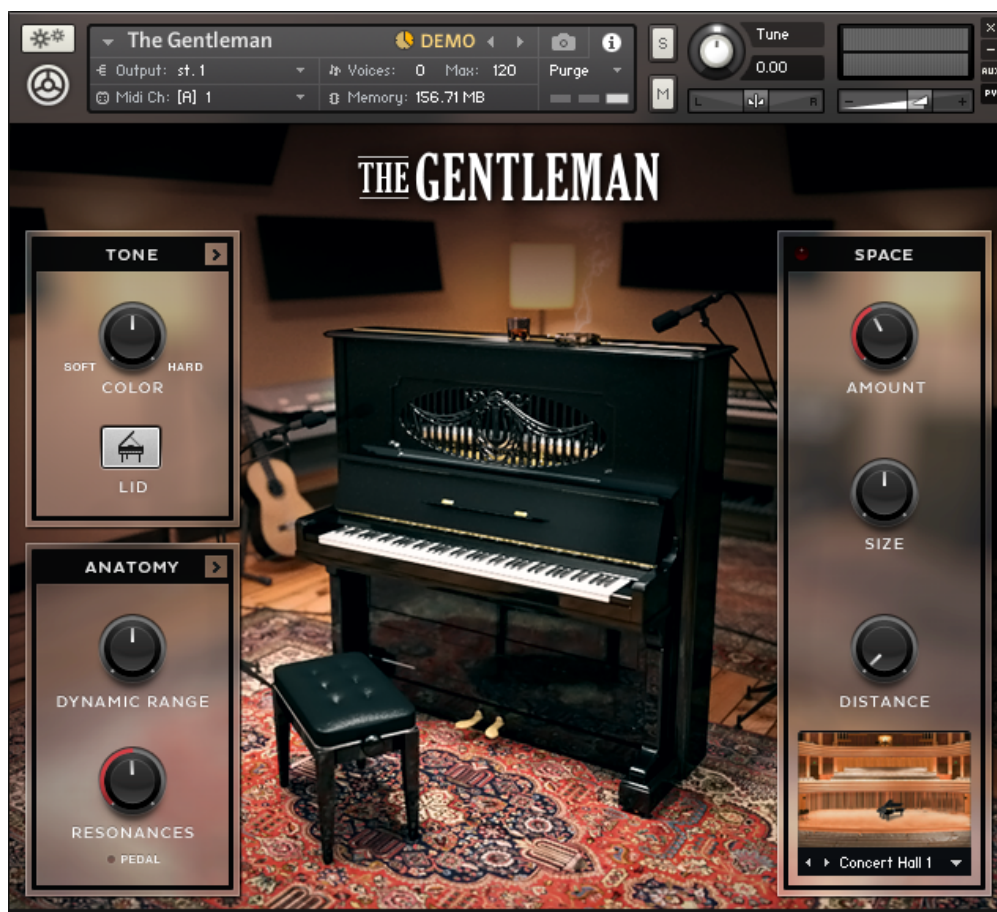 The Gentleman
DEMO
S
Tune
Output: st. 1
Voices: 0 Max: 120
Purge
0.00
AUX
Midi Ch: [A] 1
Memory: 156.71 MB
M
L R
- +
PV
THE GENTLEMAN
TONE
SOFT HARD
COLOR
LID
ANATOMY
DYNAMIC RANGE
RESONANCES
PEDAL
SPACE
AMOUNT
SIZE
DISTANCE
Concert Hall 1